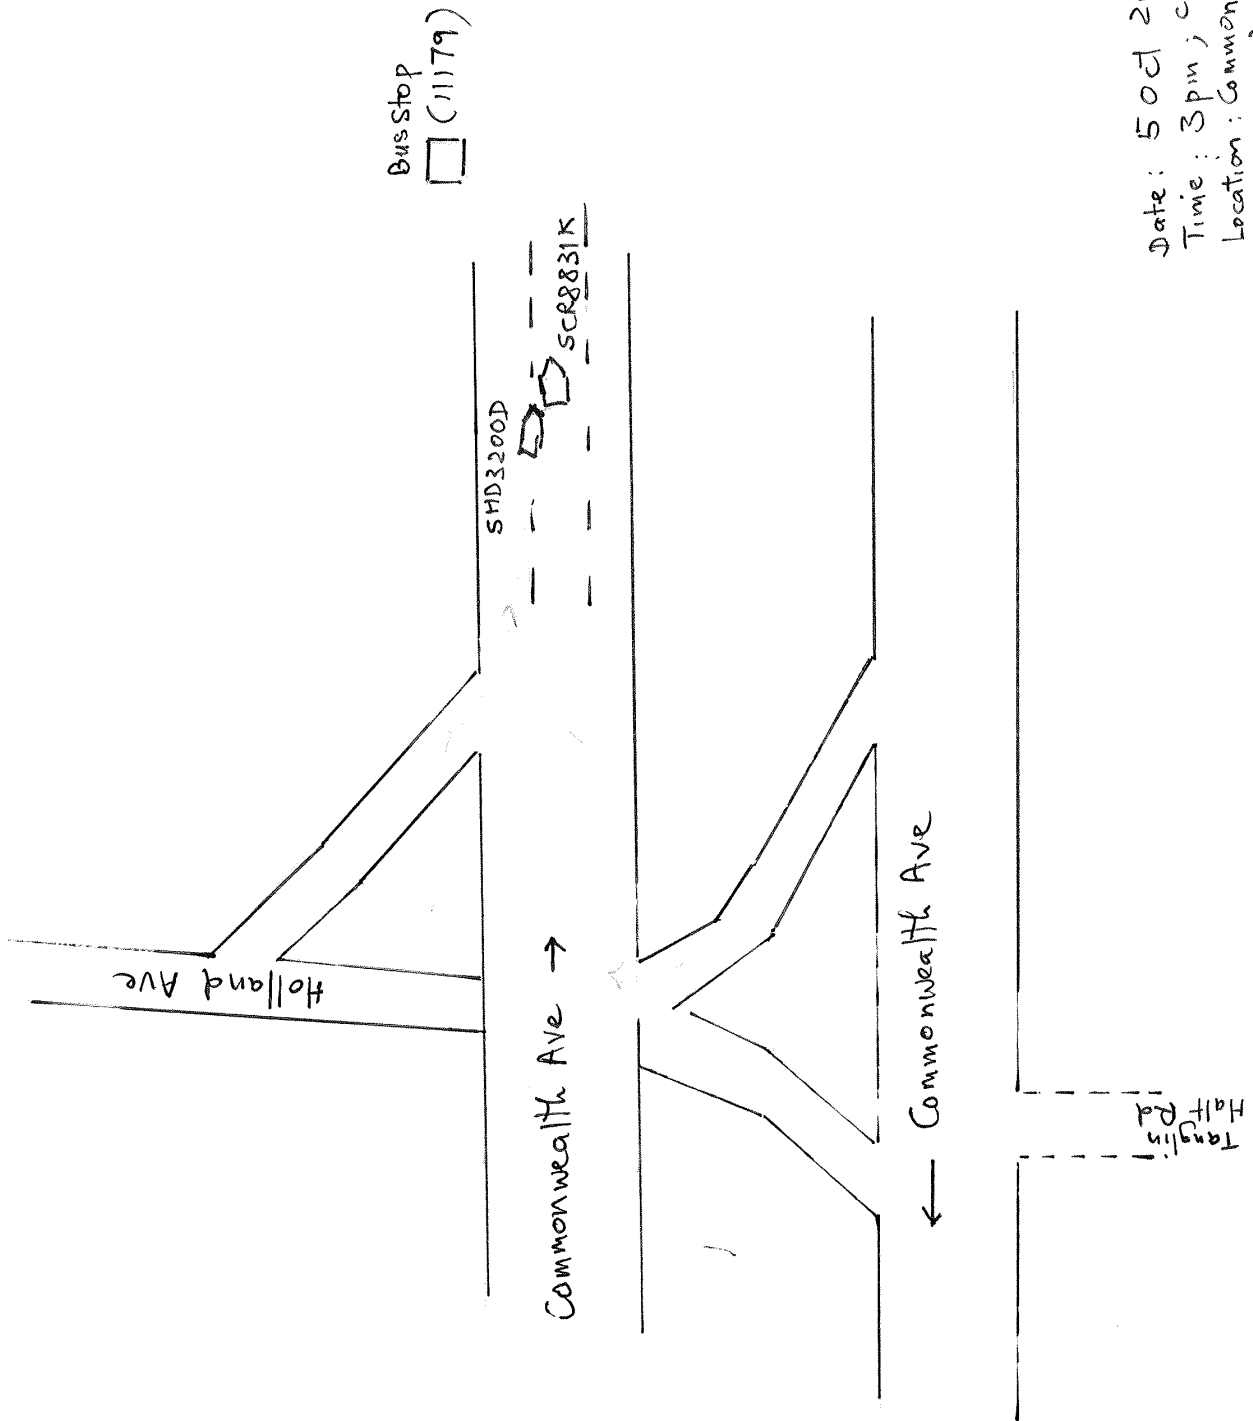 Bus Stop
(11179)
SHD3200D
SCR8831K
Holland Ave
Commonwealth Ave →
← Commonwealth Ave
Tanglin
Halt
Rd
Date: 5 Oct
Time: 3pm;
Location: